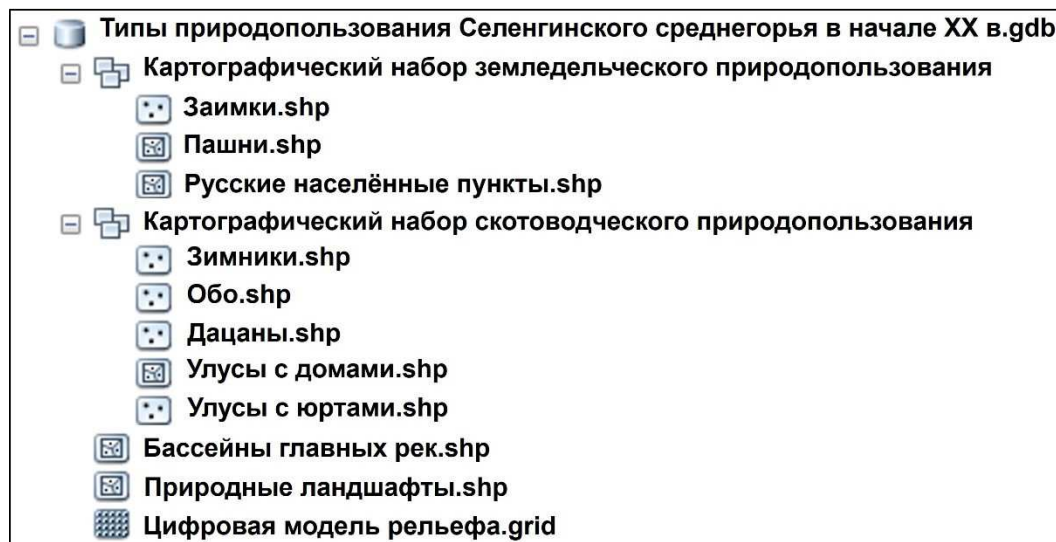 Типы природопользования Селенгинского среднегорья в начале XX в.gdb
Картографический набор земледельческого природопользования
Заимки.shp
Пашни.shp
Русские населённые пункты.shp
Картографический набор скотоводческого природопользования
Зимники.shp
Обо.shp
Дацаны.shp
Улусы с домами.shp
Улусы с юртами.shp
Бассейны главных рек.shp
Природные ландшафты.shp
Цифровая модель рельефа.grid